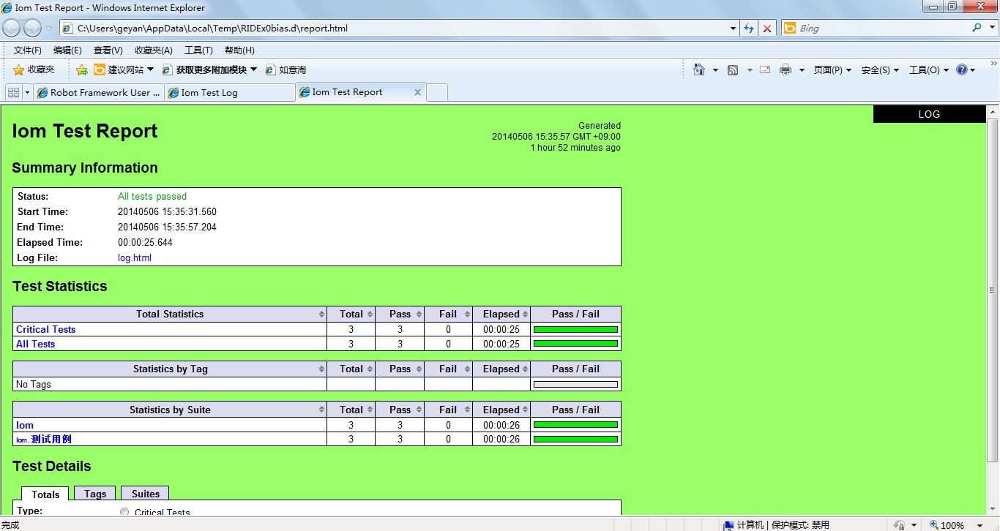 Iom Test Report - Windows Internet Explorer
C:\Users\geyan\AppData\Local\Temp\RIDEx0bias.d\report.html
Bing
文件(F) 编辑(E) 查看(V) 收藏夹(A) 工具(T) 帮助(H)
收藏夹 建议网站 获取更多附加模块 如意淘 页面(P) 安全(S) 工具(O)
Robot Framework User ... Iom Test Log Iom Test Report
LOG
Iom Test Report
Generated
20140506 15:35:57 GMT +09:00
1 hour 52 minutes ago
Summary Information
Status: All tests passed
Start Time: 20140506 15:35:31.560
End Time: 20140506 15:35:57.204
Elapsed Time: 00:00:25.644
Log File: log.html
Test Statistics
Total Statistics Total Pass Fail Elapsed Pass / Fail
Critical Tests 3 3 0 00:00:25
All Tests 3 3 0 00:00:25
Statistics by Tag Total Pass Fail Elapsed Pass / Fail
No Tags
Statistics by Suite Total Pass Fail Elapsed Pass / Fail
Iom 3 3 0 00:00:26
Iom.测试用例 3 3 0 00:00:26
Test Details
Totals Tags Suites
Type: Critical Tests
完成 计算机 | 保护模式: 禁用 100%